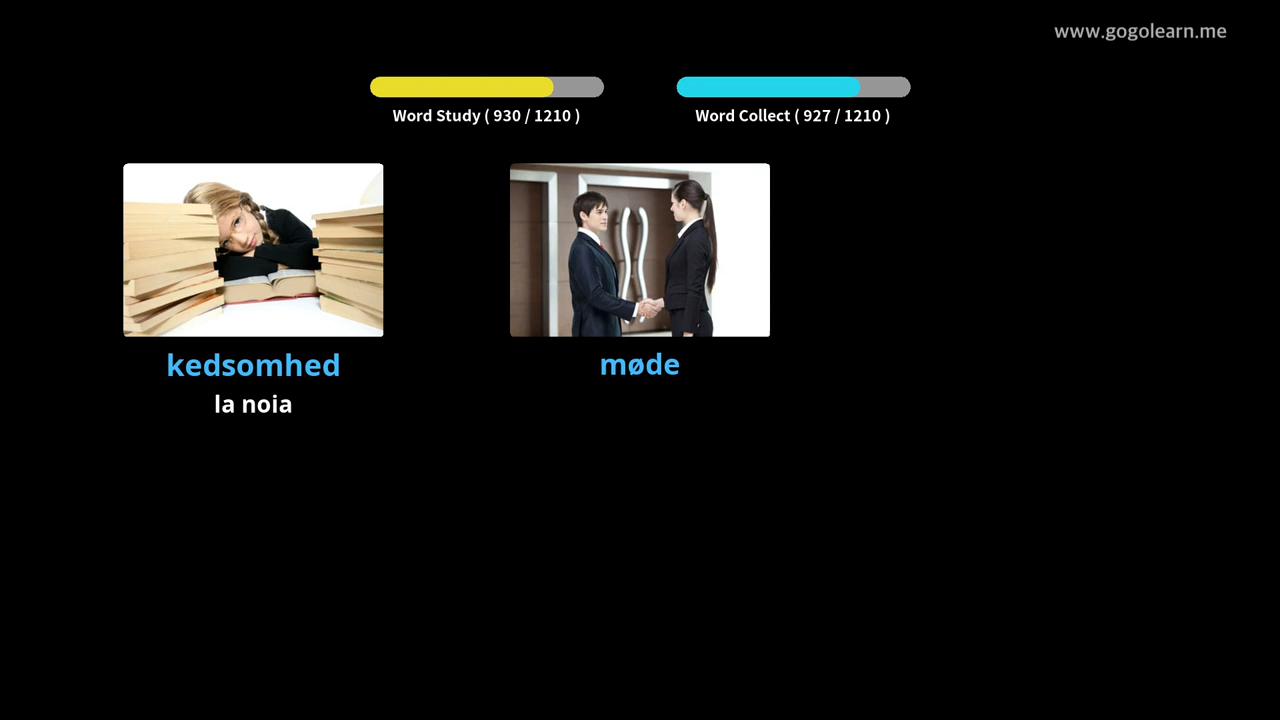 www.gogolearn.me
Word Study ( 930 / 1210 )
Word Collect ( 927 / 1210 )
kedsomhed
møde
la noia